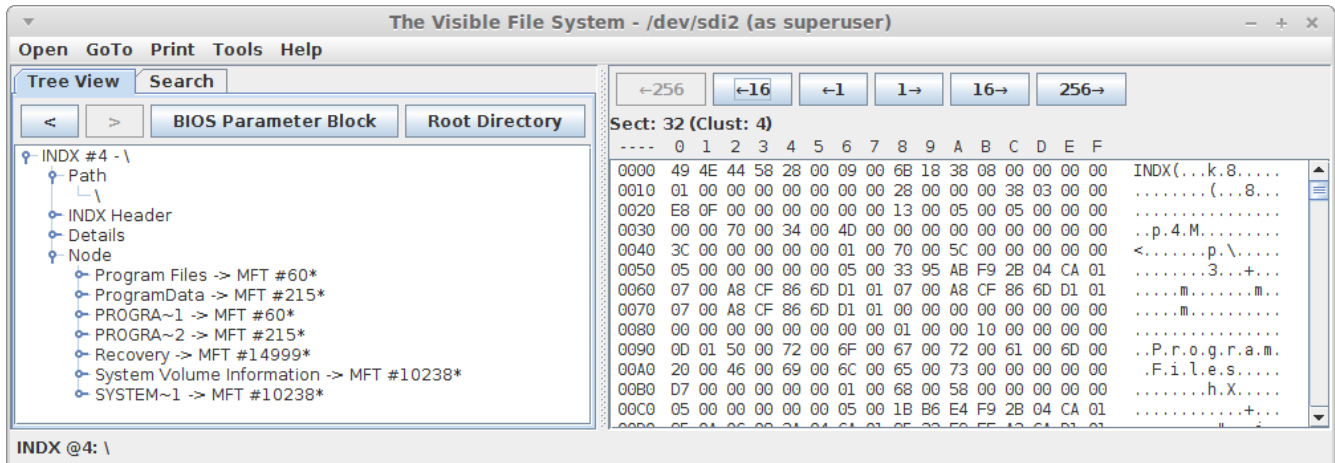 The Visible File System - /dev/sdi2 (as superuser)
Open GoTo Print Tools Help
Tree View Search
< > BIOS Parameter Block Root Directory
INDX #4 - \
Path
\
INDX Header
Details
Node
Program Files -> MFT #60*
ProgramData -> MFT #215*
PROGRA~1 -> MFT #60*
PROGRA~2 -> MFT #215*
Recovery -> MFT #14999*
System Volume Information -> MFT #10238*
SYSTEM~1 -> MFT #10238*
←256 ←16 ←1 1→ 16→ 256→
Sect: 32 (Clust: 4)
---- 0 1 2 3 4 5 6 7 8 9 A B C D E F
0000 49 4E 44 58 28 00 09 00 6B 18 38 08 00 00 00 00 INDX(...k.8.....
0010 01 00 00 00 00 00 00 00 28 00 00 00 38 03 00 00 ........(...8...
0020 E8 0F 00 00 00 00 00 00 13 00 05 00 05 00 00 00 ................
0030 00 00 70 00 34 00 4D 00 00 00 00 00 00 00 00 00 ..p.4.M.........
0040 3C 00 00 00 00 00 01 00 70 00 5C 00 00 00 00 00 <.......p.\.....
0050 05 00 00 00 00 00 05 00 33 95 AB F9 2B 04 CA 01 ........3...+...
0060 07 00 A8 CF 86 6D D1 01 07 00 A8 CF 86 6D D1 01 .....m.......m..
0070 07 00 A8 CF 86 6D D1 01 00 00 00 00 00 00 00 00 .....m..........
0080 00 00 00 00 00 00 00 00 01 00 00 10 00 00 00 00 ................
0090 0D 01 50 00 72 00 6F 00 67 00 72 00 61 00 6D 00 ..P.r.o.g.r.a.m.
00A0 20 00 46 00 69 00 6C 00 65 00 73 00 00 00 00 00 .F.i.l.e.s.....
00B0 D7 00 00 00 00 00 01 00 68 00 58 00 00 00 00 00 ........h.X.....
00C0 05 00 00 00 00 00 05 00 1B B6 E4 F9 2B 04 CA 01 ............+...
INDX @4: \